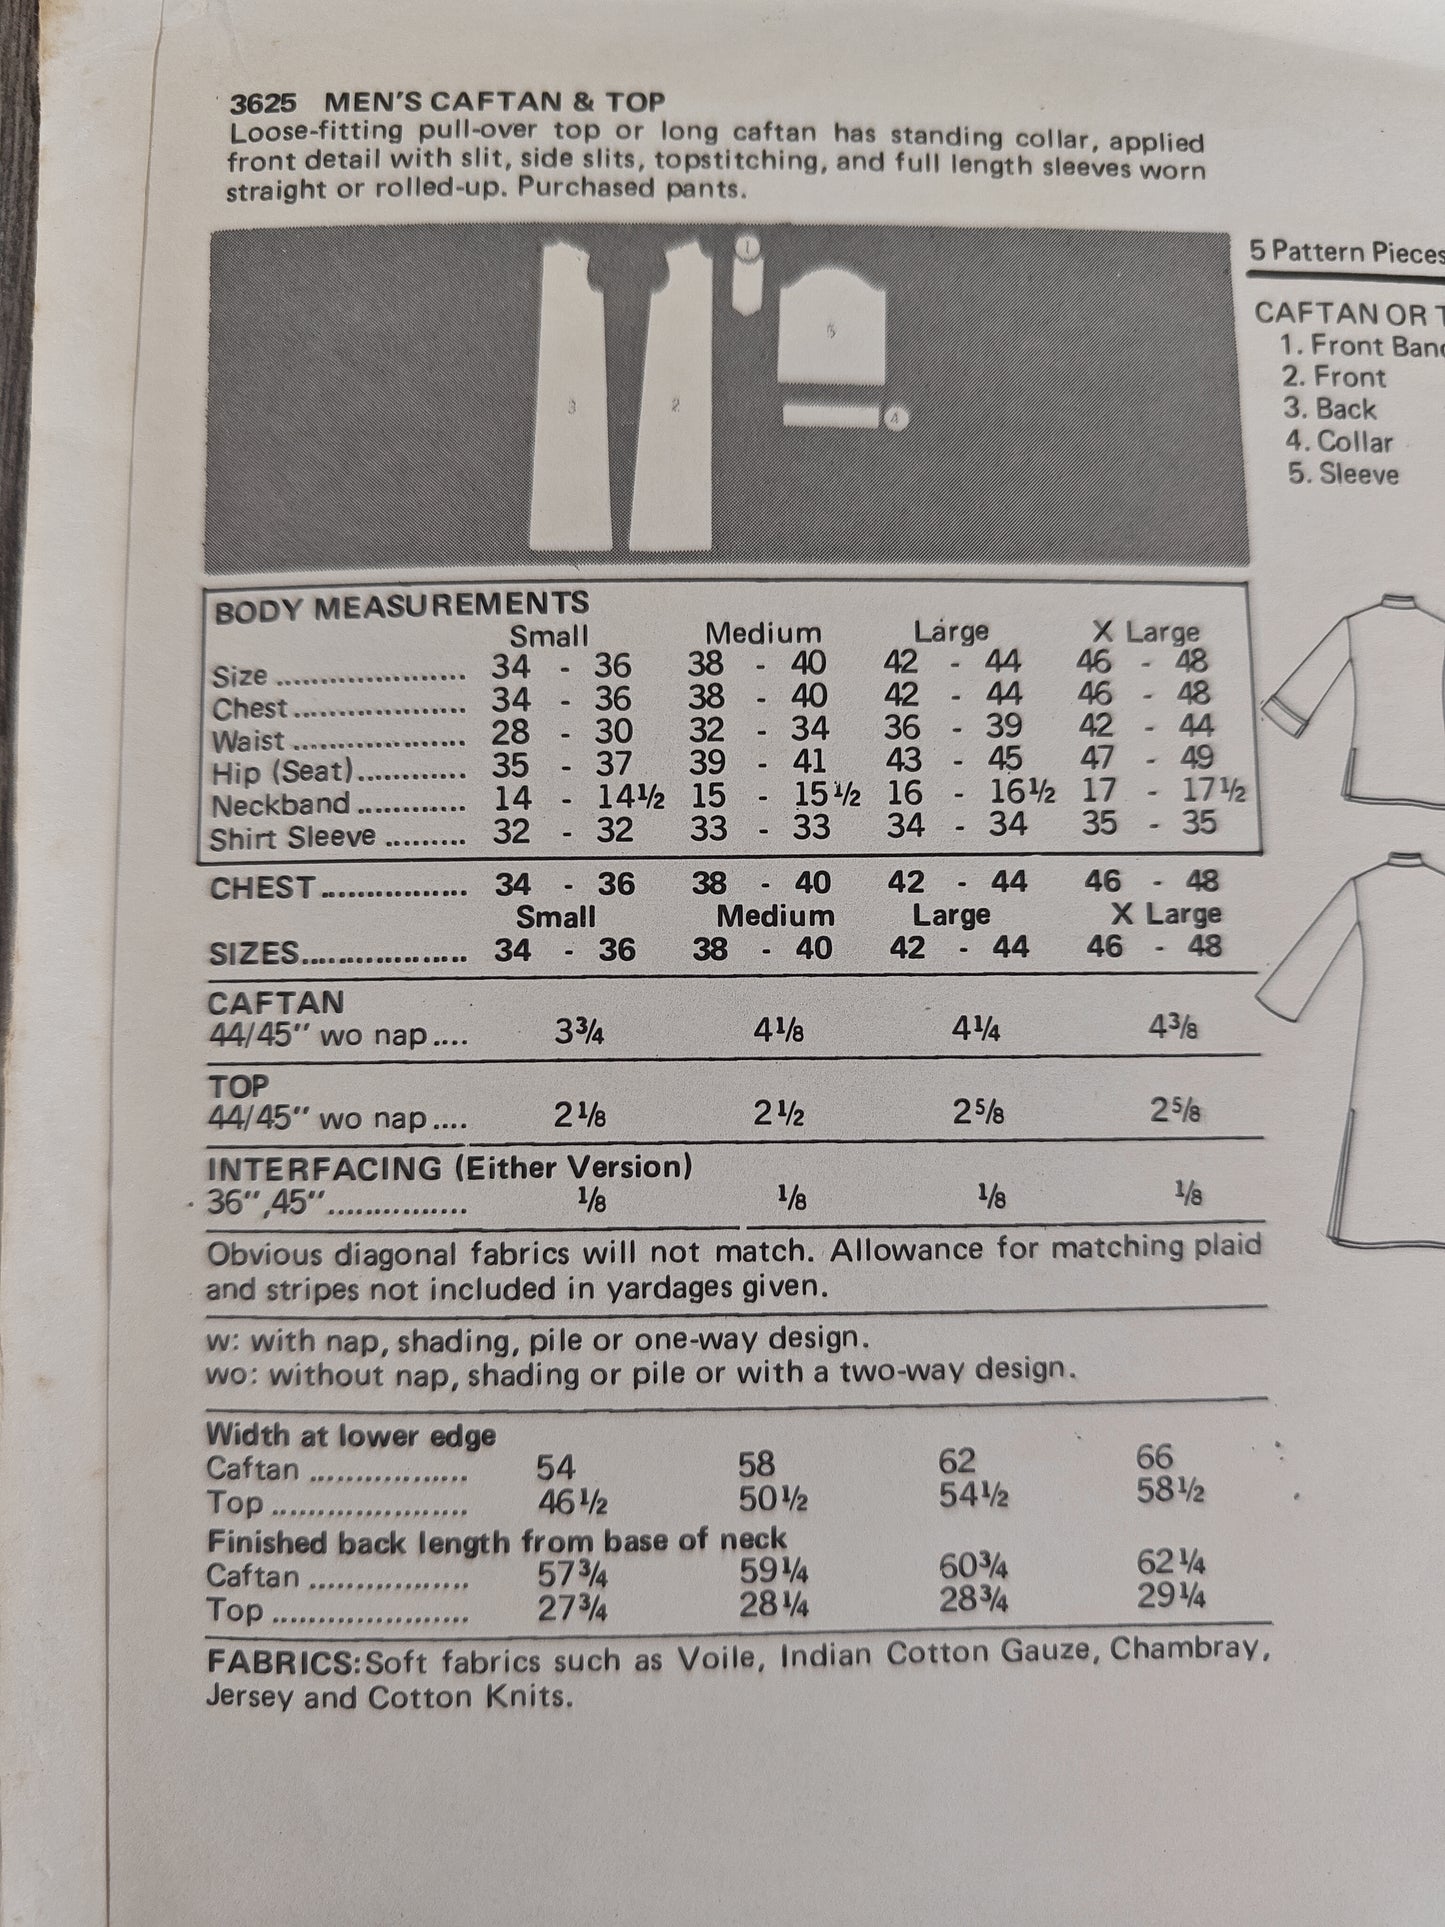 3625 MEN'S CAFTAN & TOP
Loose-fitting pull-over top or long caftan has standing collar, applied
front detail with slit, side slits, topstitching, and full length sleeves worn
straight or rolled-up. Purchased pants.
1
5
3
2
4
5 Pattern Pieces
CAFTAN OR T
1. Front Band
2. Front
3. Back
4. Collar
5. Sleeve
BODY MEASUREMENTS
Small Medium Large X Large
Size ..................... 34 - 36 38 - 40 42 - 44 46 - 48
Chest................... 34 - 36 38 - 40 42 - 44 46 - 48
Waist ................... 28 - 30 32 - 34 36 - 39 42 - 44
Hip (Seat)............ 35 - 37 39 - 41 43 - 45 47 - 49
Neckband ............ 14 - 14½ 15 - 15½ 16 - 16½ 17 - 17½
Shirt Sleeve ......... 32 - 32 33 - 33 34 - 34 35 - 35
CHEST................ 34 - 36 38 - 40 42 - 44 46 - 48
Small Medium Large X Large
SIZES.................. 34 - 36 38 - 40 42 - 44 46 - 48
CAFTAN
44/45" wo nap.... 3¾ 4⅛ 4¼ 4⅜
TOP
44/45" wo nap.... 2⅛ 2½ 2⅝ 2⅝
INTERFACING (Either Version)
36",45"............... ⅛ ⅛ ⅛ ⅛
Obvious diagonal fabrics will not match. Allowance for matching plaid
and stripes not included in yardages given.
w: with nap, shading, pile or one-way design.
wo: without nap, shading or pile or with a two-way design.
Width at lower edge
Caftan ................. 54 58 62 66
Top ..................... 46½ 50½ 54½ 58½
Finished back length from base of neck
Caftan ................. 57¾ 59¼ 60¾ 62¼
Top ..................... 27¾ 28¼ 28¾ 29¼
FABRICS: Soft fabrics such as Voile, Indian Cotton Gauze, Chambray,
Jersey and Cotton Knits.